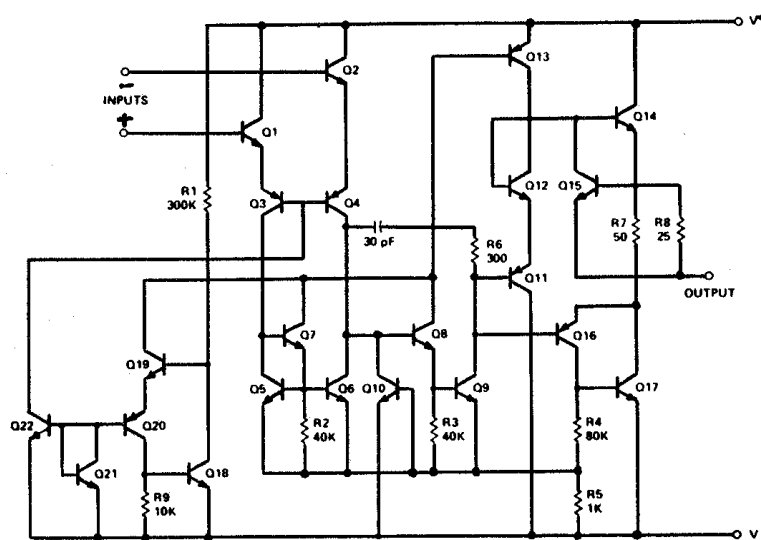 V+
Q13
Q2
−
INPUTS
+
Q14
Q1
Q12
Q15
R1
300K
Q3
Q4
R7
50
R8
25
30 pF
R6
300
Q11
OUTPUT
Q7
Q8
Q16
Q19
Q5
Q6
Q10
Q9
Q17
Q22
Q20
R2
40K
R3
40K
R4
80K
Q21
Q18
R9
10K
R5
1K
V